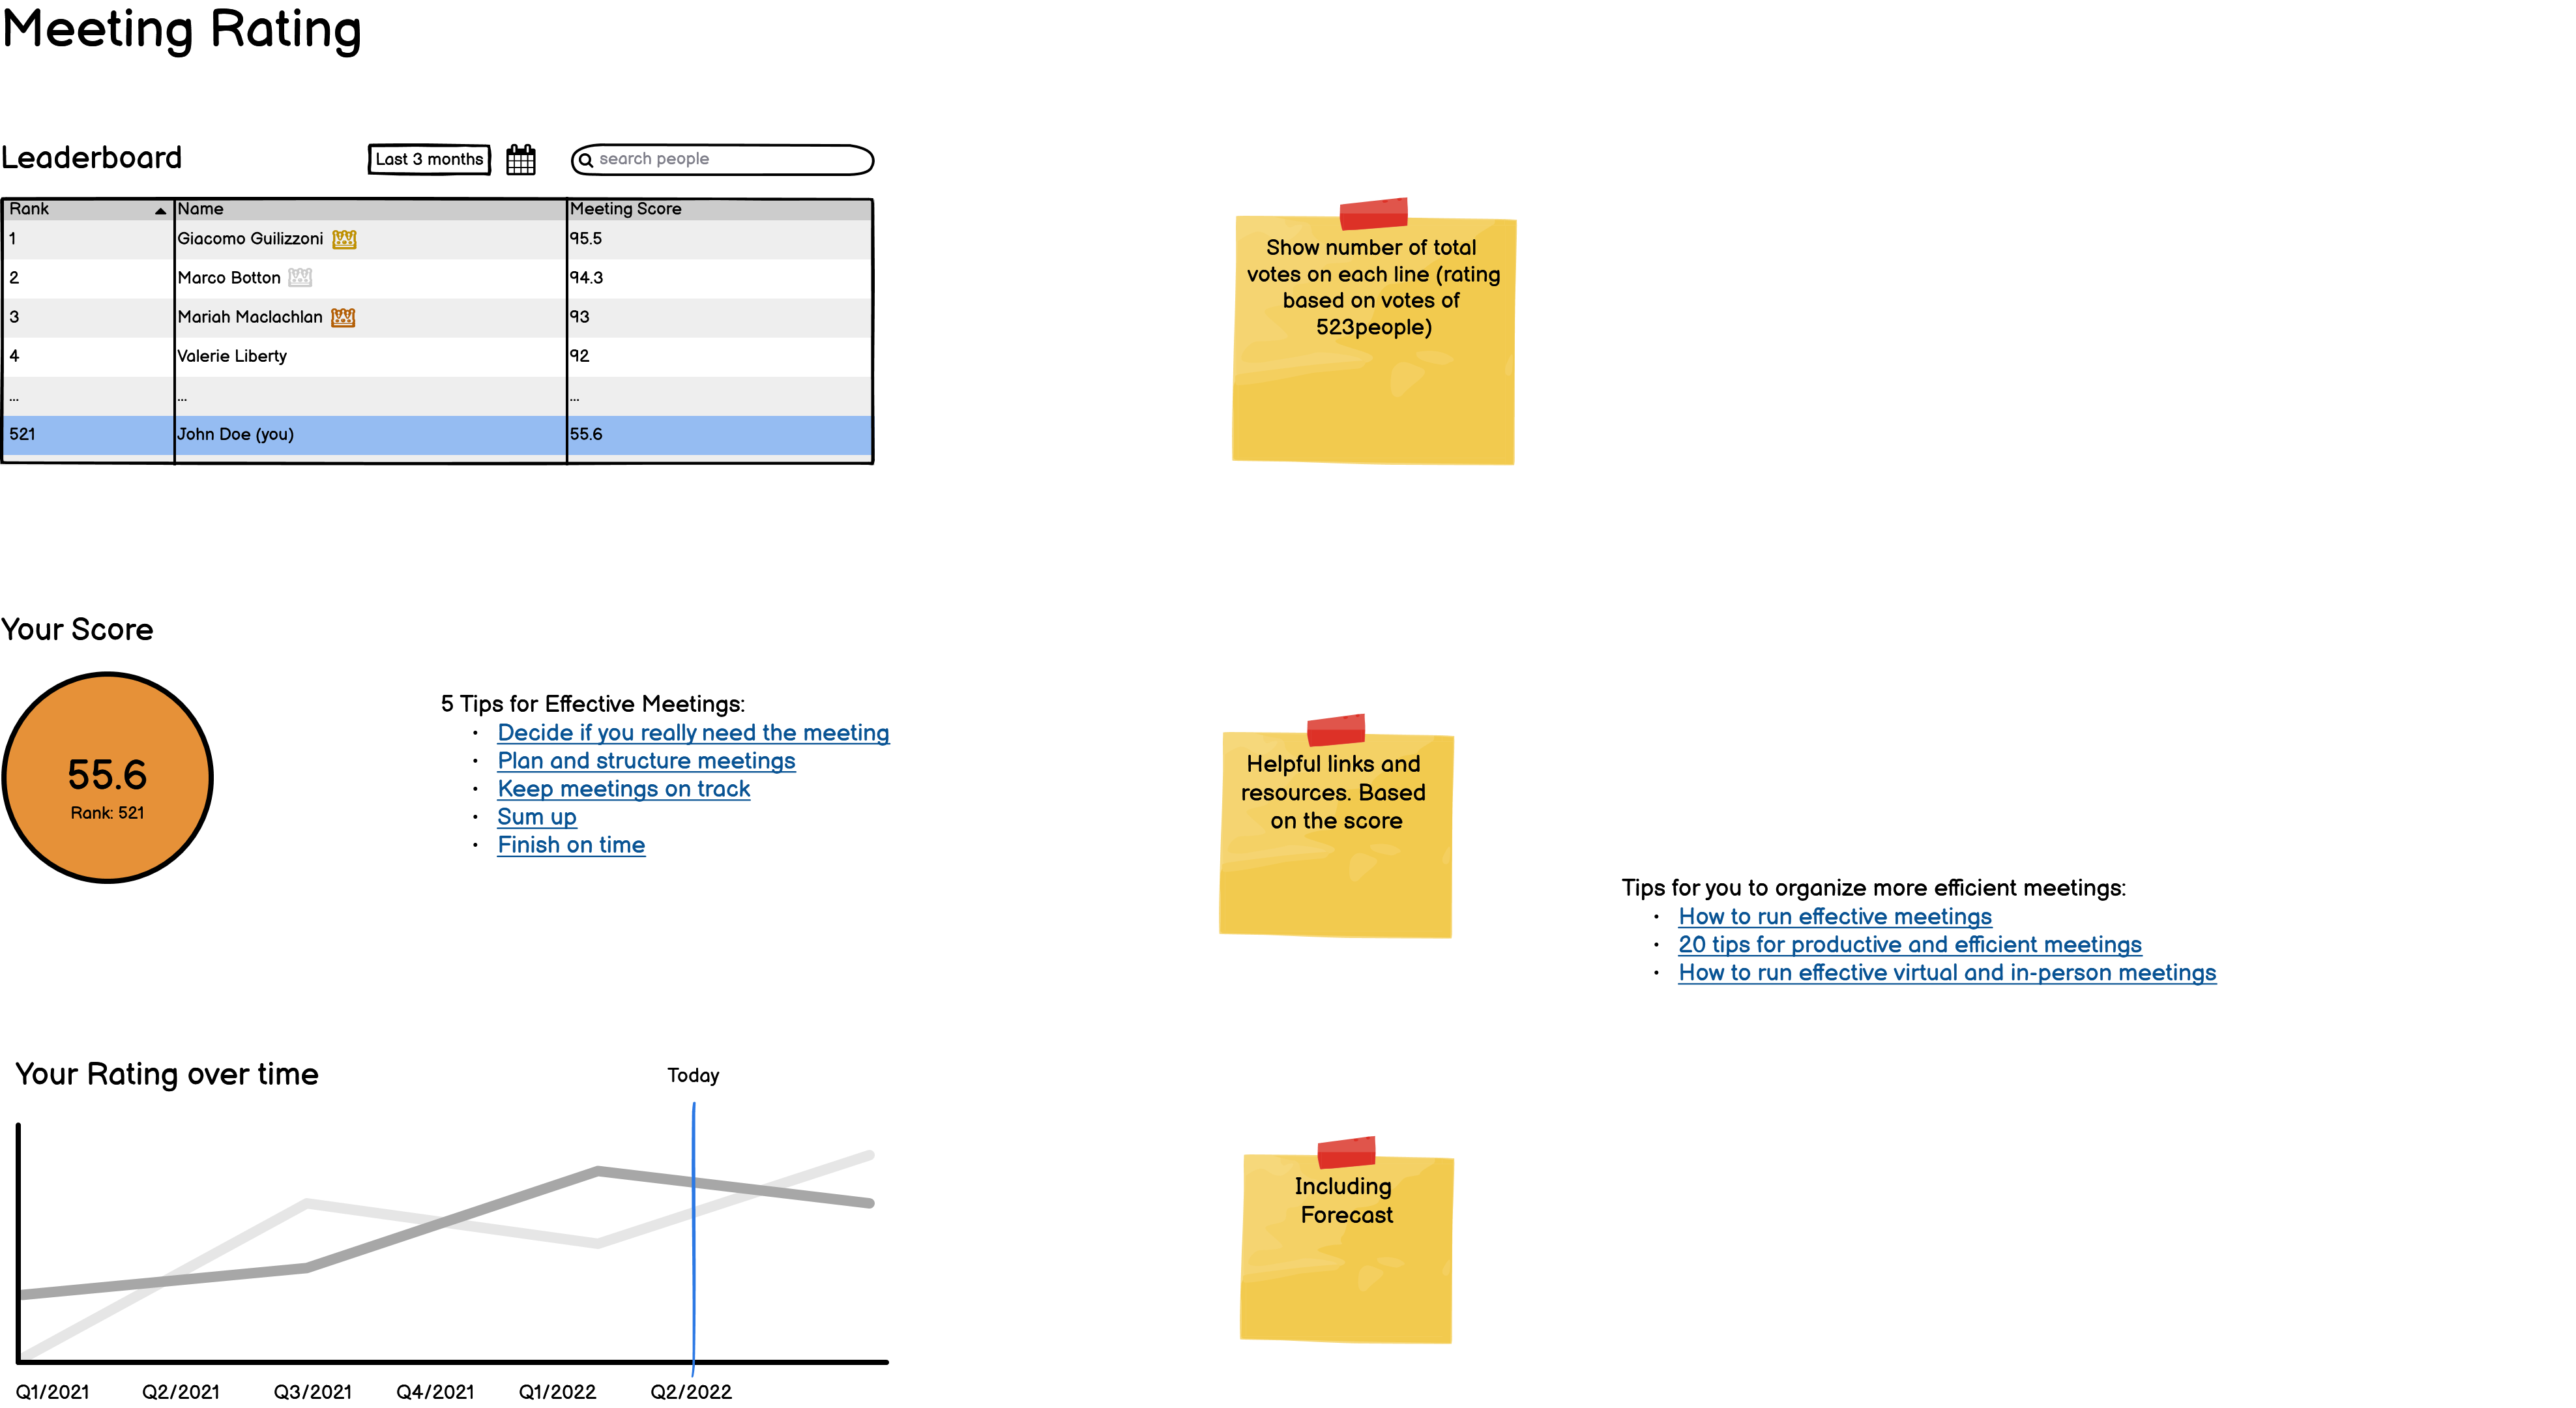 Meeting Rating
Leaderboard
Last 3 months
search people
Rank Name Meeting Score
1 Giacomo Guilizzoni 95.5
2 Marco Botton 94.3
3 Mariah Maclachlan 93
4 Valerie Liberty 92
... ... ...
521 John Doe (you) 55.6
Show number of total
votes on each line (rating
based on votes of
523people)
Your Score
55.6
Rank: 521
5 Tips for Effective Meetings:
• Decide if you really need the meeting
• Plan and structure meetings
• Keep meetings on track
• Sum up
• Finish on time
Helpful links and
resources. Based
on the score
Tips for you to organize more efficient meetings:
• How to run effective meetings
• 20 tips for productive and efficient meetings
• How to run effective virtual and in-person meetings
Your Rating over time
Today
Q1/2021 Q2/2021 Q3/2021 Q4/2021 Q1/2022 Q2/2022
Including
Forecast